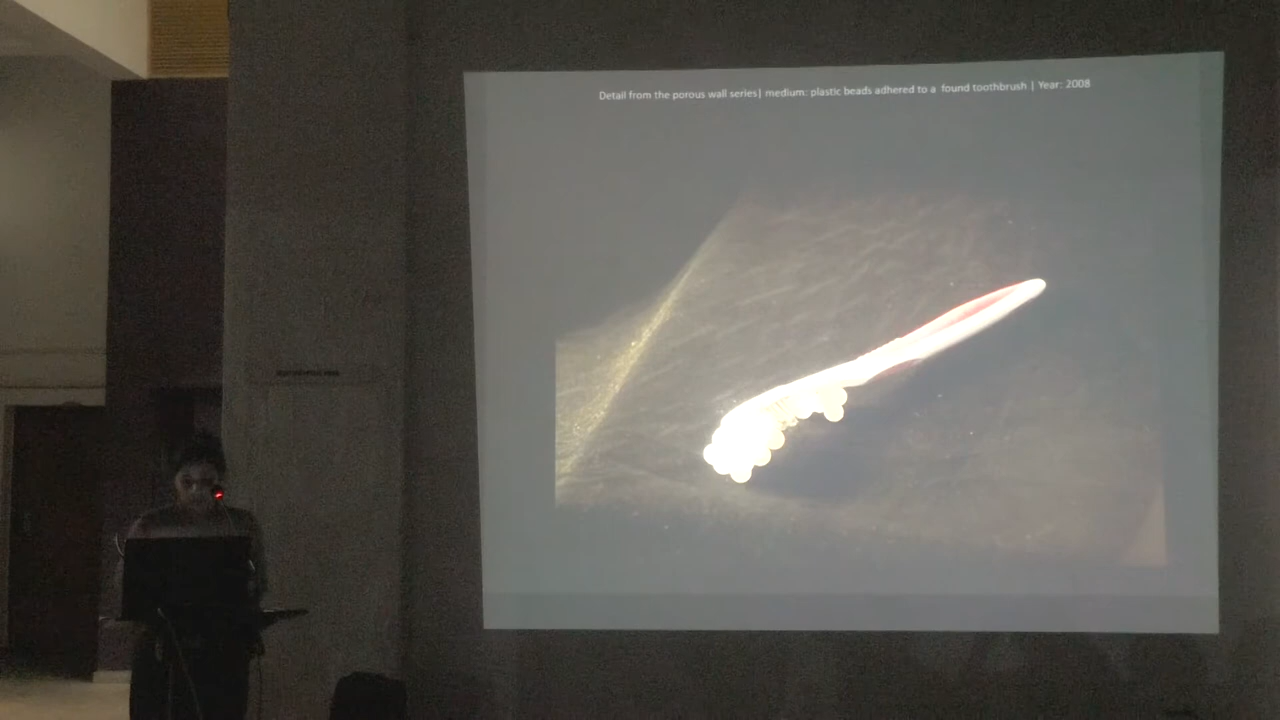 Detail from the porous wall series| medium: plastic beads adhered to a found toothbrush | Year: 2008